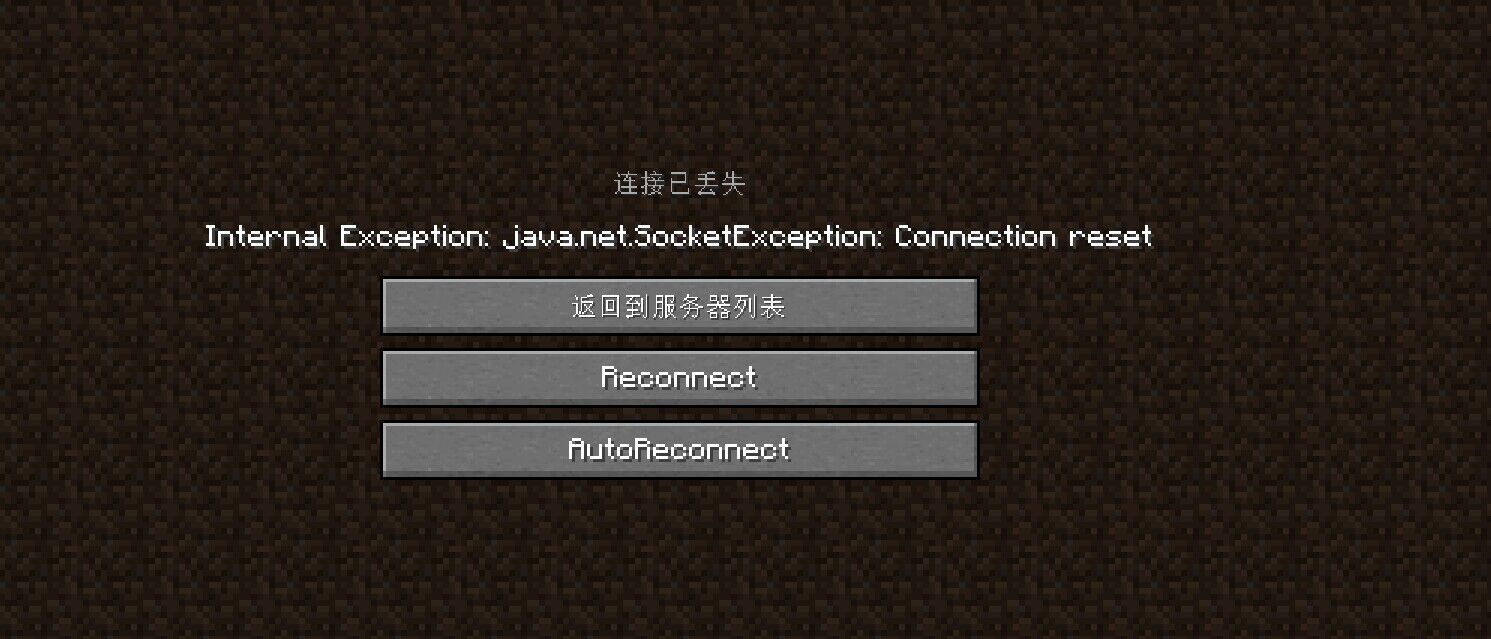 连接已丢失
Internal Exception: java.net.SocketException: Connection reset
返回到服务器列表
Reconnect
AutoReconnect